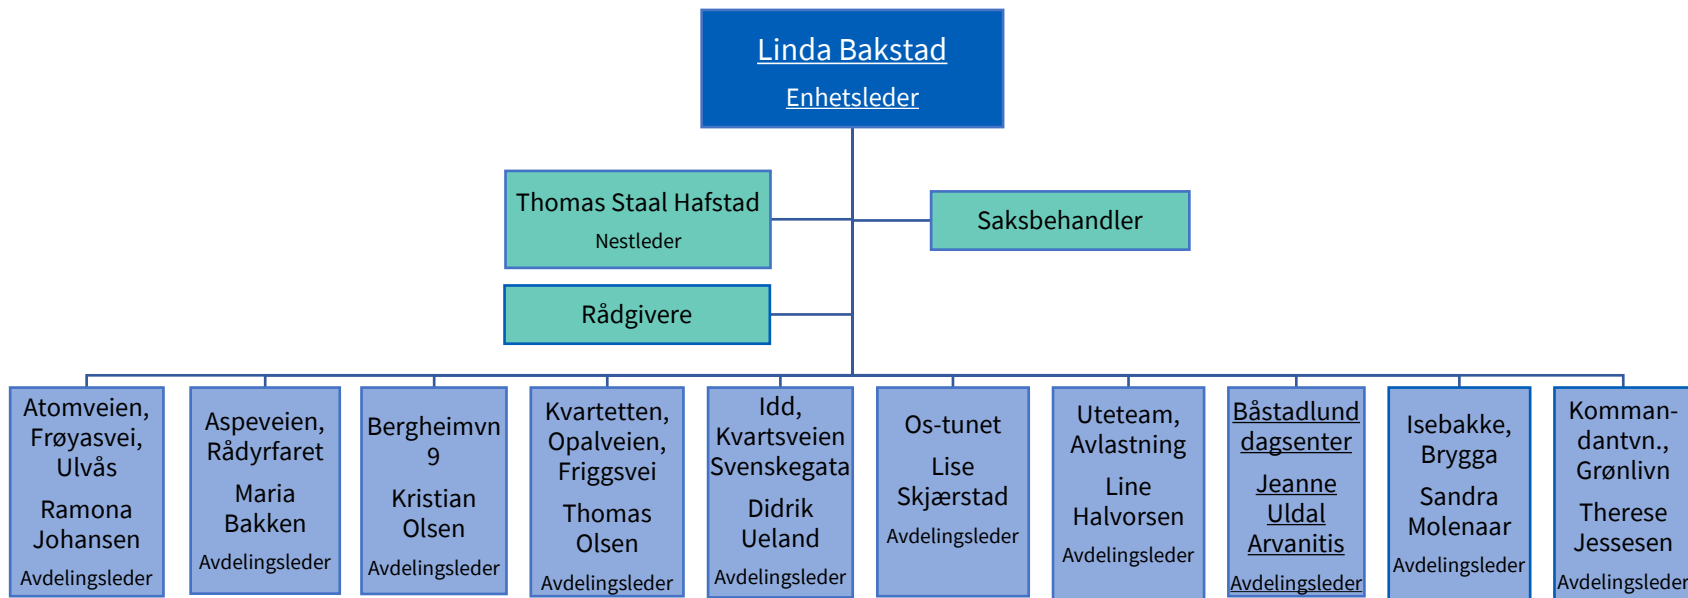 Linda Bakstad
Enhetsleder
Thomas Staal Hafstad
Nestleder
Saksbehandler
Rådgivere
Atomveien,
Frøyasvei,
Ulvås
Ramona
Johansen
Avdelingsleder
Aspeveien,
Rådyrfaret
Maria
Bakken
Avdelingsleder
Bergheimvn
9
Kristian
Olsen
Avdelingsleder
Kvartetten,
Opalveien,
Friggsvei
Thomas
Olsen
Avdelingsleder
Idd,
Kvartsveien
Svenskegata
Didrik
Ueland
Avdelingsleder
Os-tunet
Lise
Skjærstad
Avdelingsleder
Uteteam,
Avlastning
Line
Halvorsen
Avdelingsleder
Båstadlund
dagsenter
Jeanne
Uldal
Arvanitis
Avdelingsleder
Isebakke,
Brygga
Sandra
Molenaar
Avdelingsleder
Komman-
dantvn.,
Grønlivn
Therese
Jessesen
Avdelingsleder